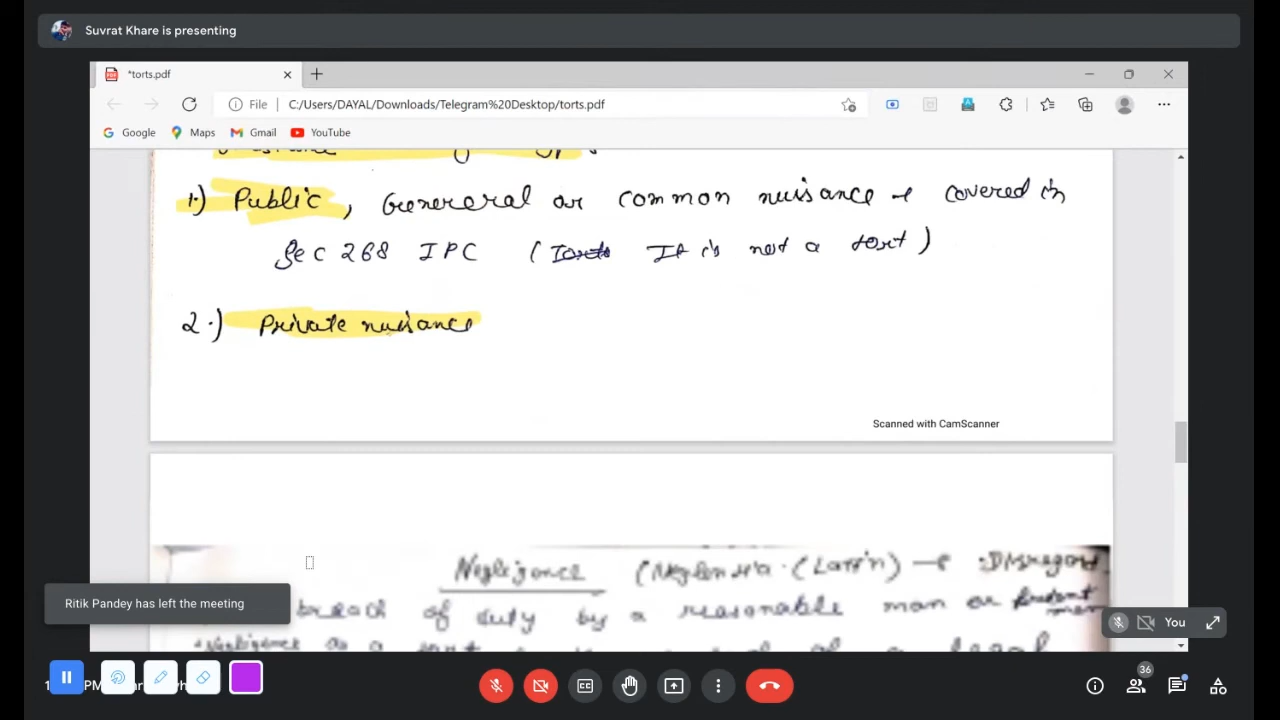 Suvrat Khare is presenting
*torts.pdf
File C:/Users/DAYAL/Downloads/Telegram%20Desktop/torts.pdf
Google Maps Gmail YouTube
1.) Public, Genereral or common nuisance → covered in
Sec 268 IPC (Torts It is not a tort)
2.) Private nuisance
Scanned with CamScanner
Negligence (Neglentia (Latin) → Disregard
breach of duty by a reasonable man or prudent man
Ritik Pandey has left the meeting
You
36